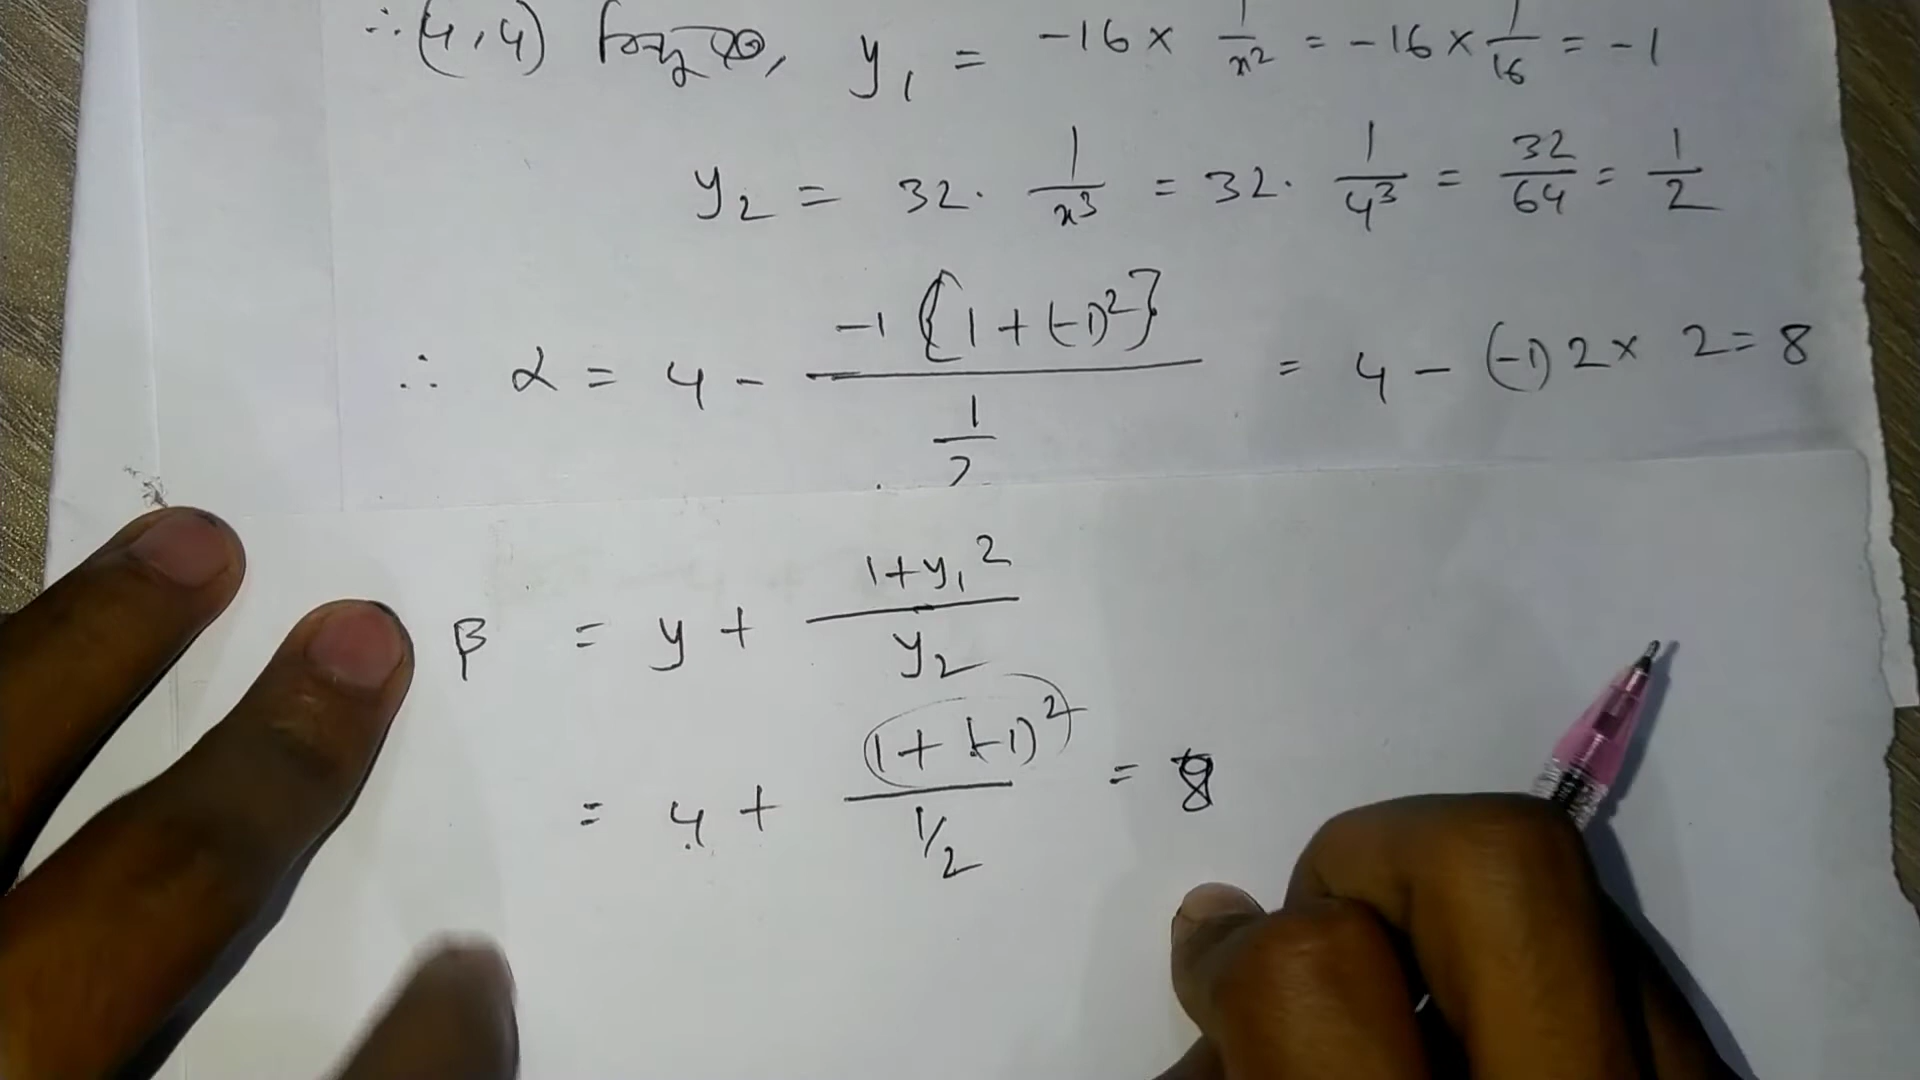 ∴ (4,4) বিন্দুতে, y₁ = -16 × 1/x² = -16 × 1/16 = -1
y₂ = 32 · 1/x³ = 32 · 1/4³ = 32/64 = 1/2
∴ α = 4 - -1{1+(-1)²} / 1/2 = 4 - (-1) 2 × 2 = 8
β = y + 1+y₁² / y₂
= 4 + (1+(-1)²) / 1/2 = 8